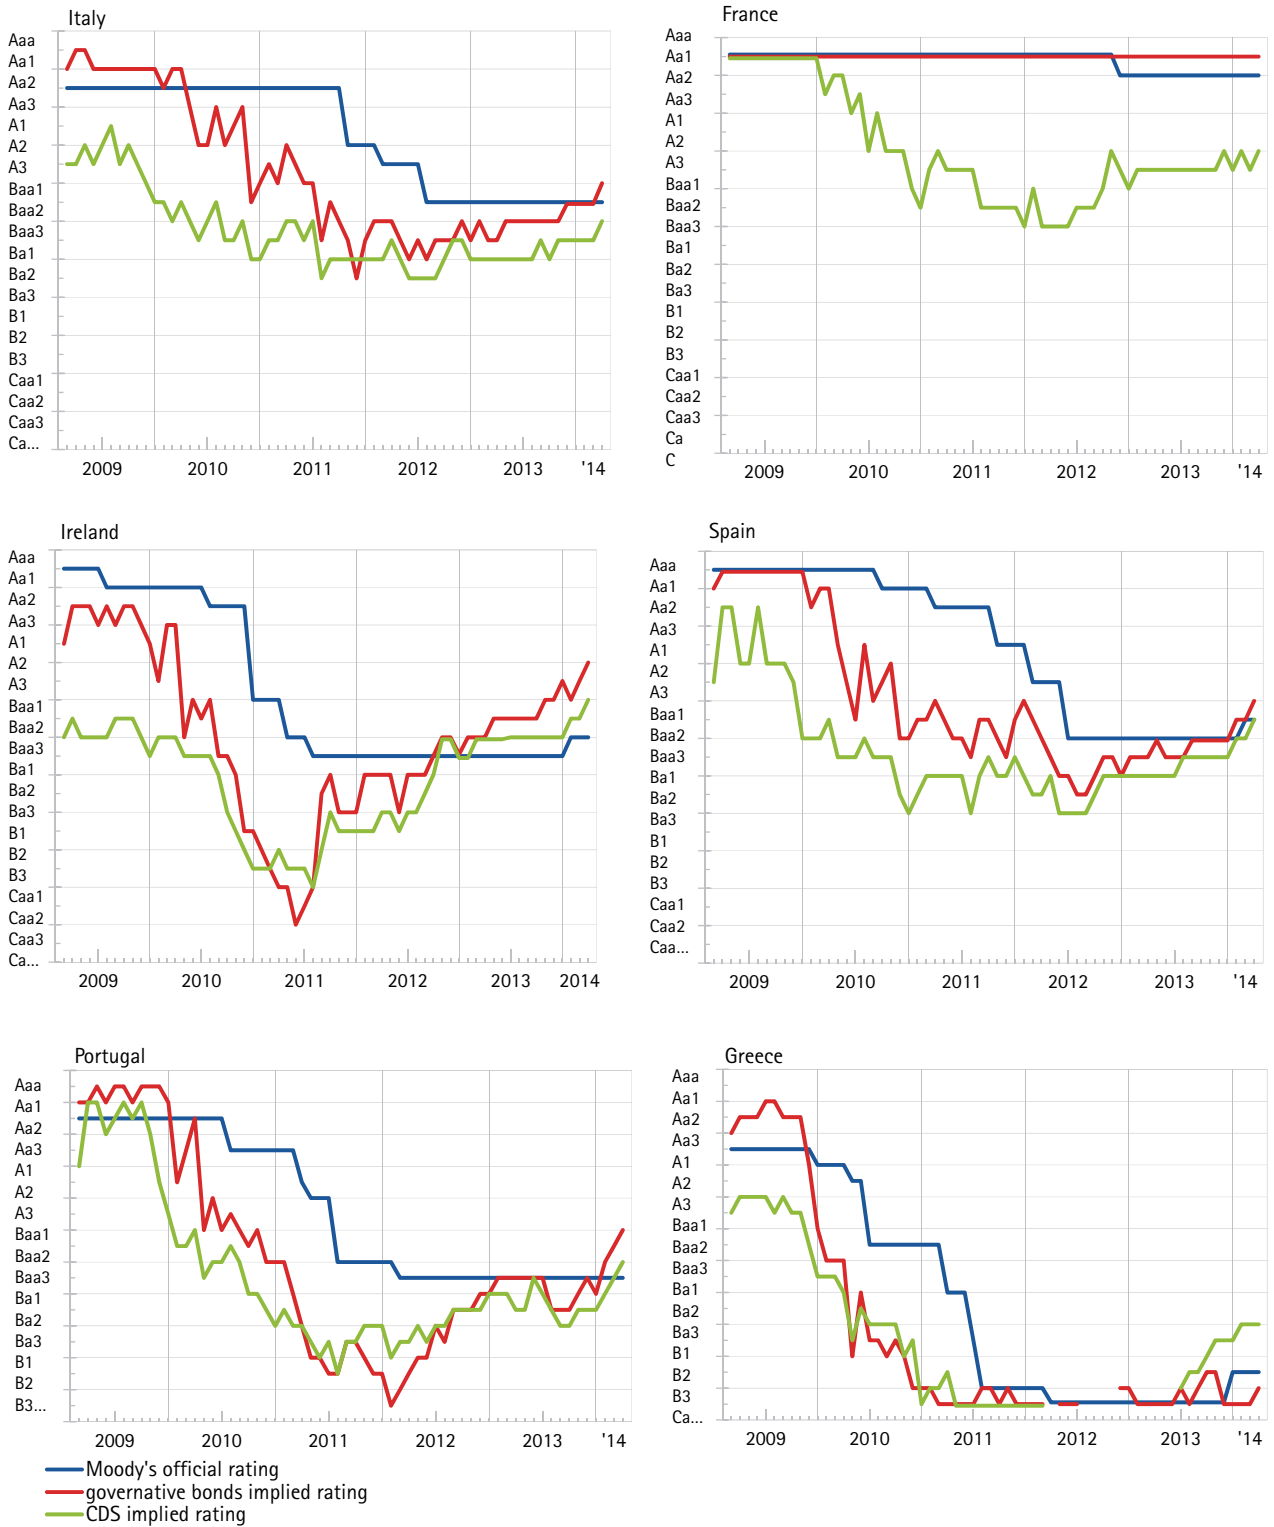 Italy
Aaa
Aa1
Aa2
Aa3
A1
A2
A3
Baa1
Baa2
Baa3
Ba1
Ba2
Ba3
B1
B2
B3
Caa1
Caa2
Caa3
Ca...
2009 2010 2011 2012 2013 '14
France
Aaa
Aa1
Aa2
Aa3
A1
A2
A3
Baa1
Baa2
Baa3
Ba1
Ba2
Ba3
B1
B2
B3
Caa1
Caa2
Caa3
Ca
C
2009 2010 2011 2012 2013 '14
Ireland
Aaa
Aa1
Aa2
Aa3
A1
A2
A3
Baa1
Baa2
Baa3
Ba1
Ba2
Ba3
B1
B2
B3
Caa1
Caa2
Caa3
Ca...
2009 2010 2011 2012 2013 2014
Spain
Aaa
Aa1
Aa2
Aa3
A1
A2
A3
Baa1
Baa2
Baa3
Ba1
Ba2
Ba3
B1
B2
B3
Caa1
Caa2
Caa...
2009 2010 2011 2012 2013 '14
Portugal
Aaa
Aa1
Aa2
Aa3
A1
A2
A3
Baa1
Baa2
Baa3
Ba1
Ba2
Ba3
B1
B2
B3...
2009 2010 2011 2012 2013 '14
Greece
Aaa
Aa1
Aa2
Aa3
A1
A2
A3
Baa1
Baa2
Baa3
Ba1
Ba2
Ba3
B1
B2
B3
Ca...
2009 2010 2011 2012 2013 '14
Moody's official rating
governative bonds implied rating
CDS implied rating